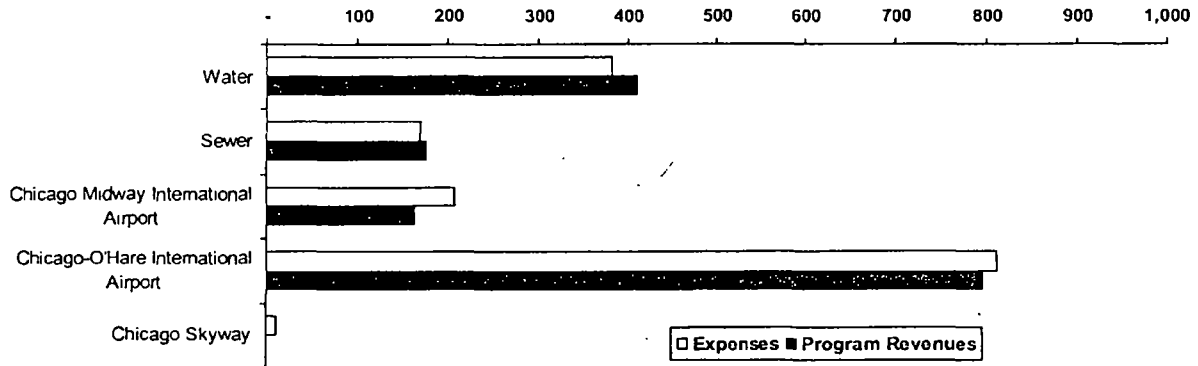 - 100 200 300 400 500 600 700 800 900 1,000
Water
Sewer
Chicago Midway International
Airport
Chicago-O'Hare International
Airport
Chicago Skyway
Expenses Program Revenues